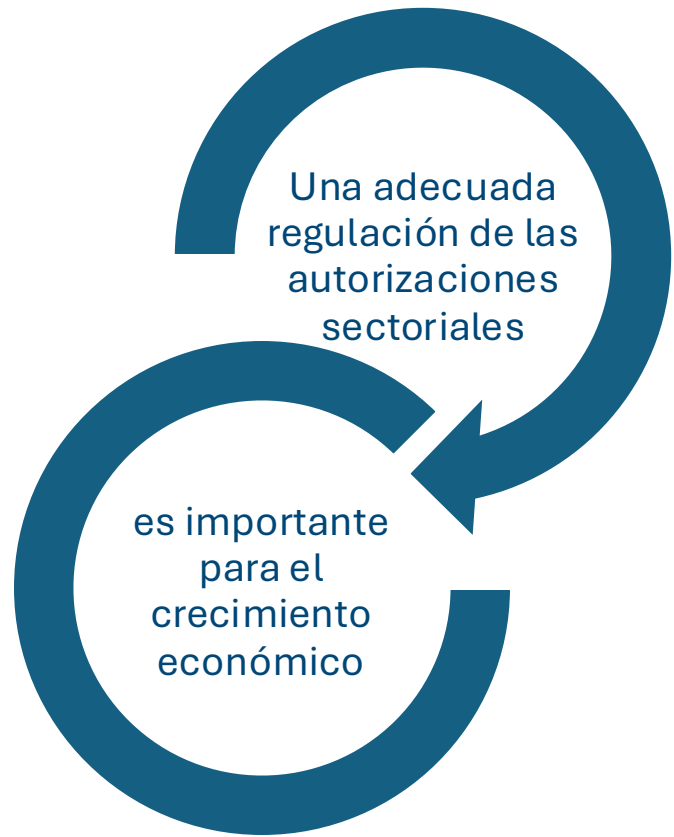 Una adecuada
regulación de las
autorizaciones
sectoriales
es importante
para el
crecimiento
económico